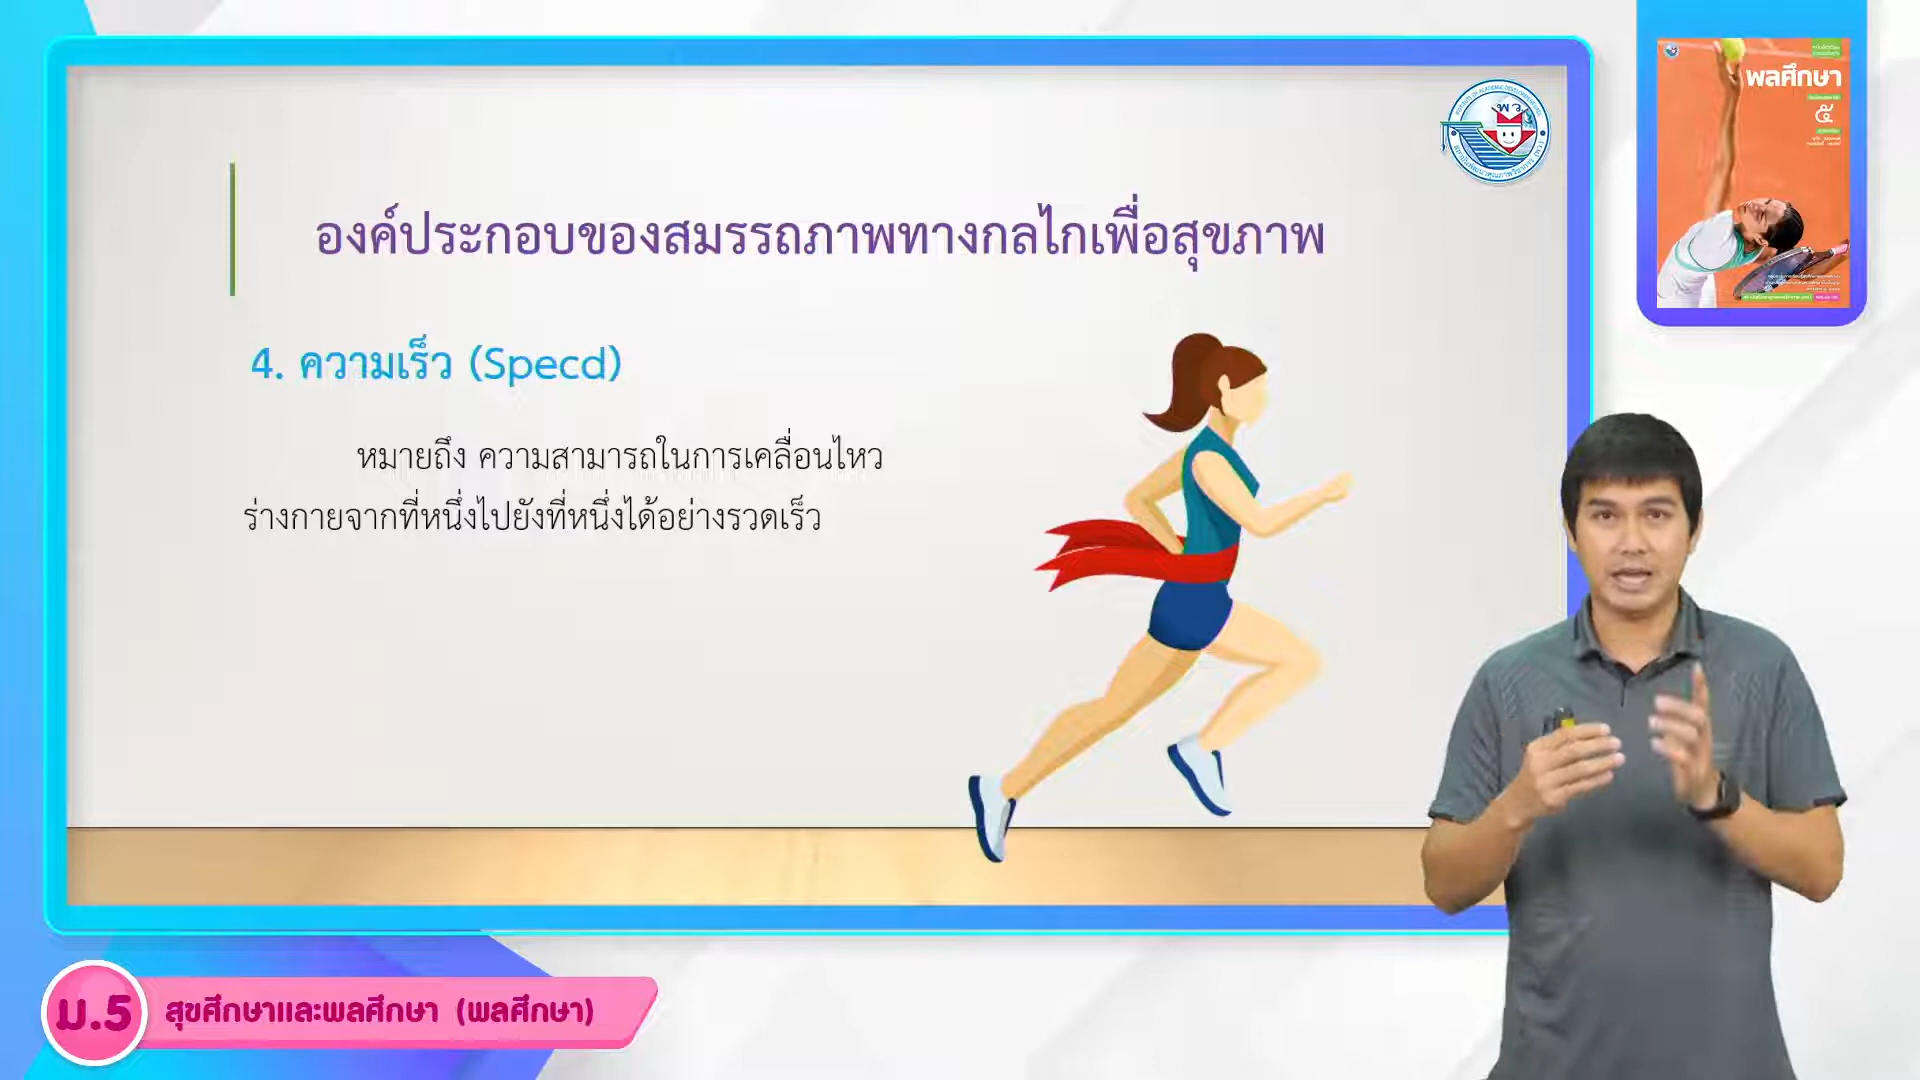 องค์ประกอบของสมรรถภาพทางกลไกเพื่อสุขภาพ
4. ความเร็ว (Specd)
หมายถึง ความสามารถในการเคลื่อนไหว
ร่างกายจากที่หนึ่งไปยังที่หนึ่งได้อย่างรวดเร็ว
พว.
พลศึกษา
๕
ม.5 สุขศึกษาและพลศึกษา (พลศึกษา)